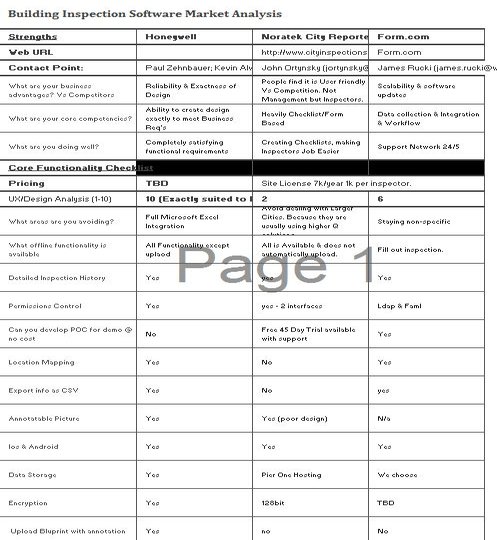 Building Inspection Software Market Analysis
Strengths Honeywell Noratek City Reporte Form.com
Web URL http://www.cityinspections Form.com
Contact Point: Paul Zehnbauer; Kevin Alv John Ortynsky (jortynsky@ James Rucki (james.rucki@w
What are your business advantages? Vs Competitors
Reliability & Exactness of Design
People find it is User friendly Vs Competition. Not Management but Inspectors.
Scalability & software updates
What are your core competencies?
Ability to create design exactly to meet Business Req's
Heavily Checklist/Form Based
Data collection & Integration & Workflow
What are you doing well?
Completely satisfying functional requirements
Creating Checklists, making Inspectors Job Easier
Support Network 24/5
Core Functionality Checklist
Pricing TBD Site License 7k/year 1k per inspector.
UX/Design Analysis (1-10) 10 (Exactly suited to 2 6
What areas are you avoiding?
Full Microsoft Excel Integration
Avoid dealing with Larger Cities. Because they are usually using higher
Staying non-specific
What offline functionality is available
All Functionality except uplaod
All is Available & does not automatically upload.
Fill out inspection.
Page 1
Detailed Inspection History Yes yes Yes
Permissions Control Yes yes - 2 interfaces Ldap &
Can you develop POC for demo @ no cost
No
Free 45 Day Trial available with support
Yes
Location Mapping Yes No Yes
Export info as CSV Yes No yes
Annotatable Picture Yes Yes (poor design) N/a
Ios & Android Yes Yes Yes
Data Storage Yes Pier One Hosting We choose
Encryption Yes 128bit TBD
Upload Bluprint with annotation Yes no No